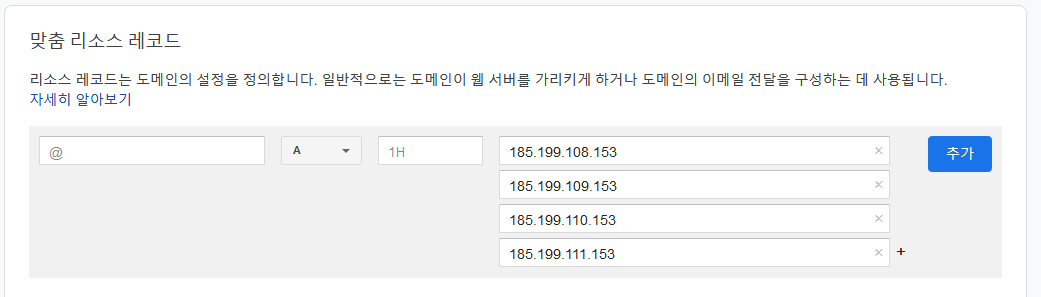 맞춤 리소스 레코드
리소스 레코드는 도메인의 설정을 정의합니다. 일반적으로는 도메인이 웹 서버를 가리키게 하거나 도메인의 이메일 전달을 구성하는 데 사용됩니다.
자세히 알아보기
@ A 1H 185.199.108.153 × 추가
185.199.109.153 ×
185.199.110.153 ×
185.199.111.153 × +